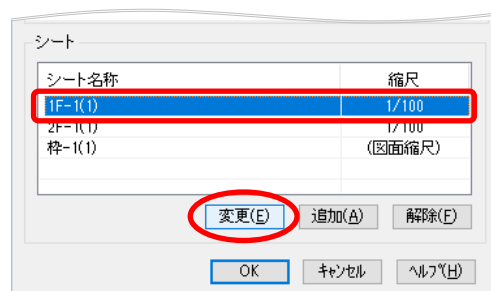 シート
シート名称 縮尺
1F-1(1) 1/100
2F-1(1) 1/100
枠-1(1) (図面縮尺)
変更(E) 追加(A) 解除(F)
OK キャンセル ヘルプ(H)